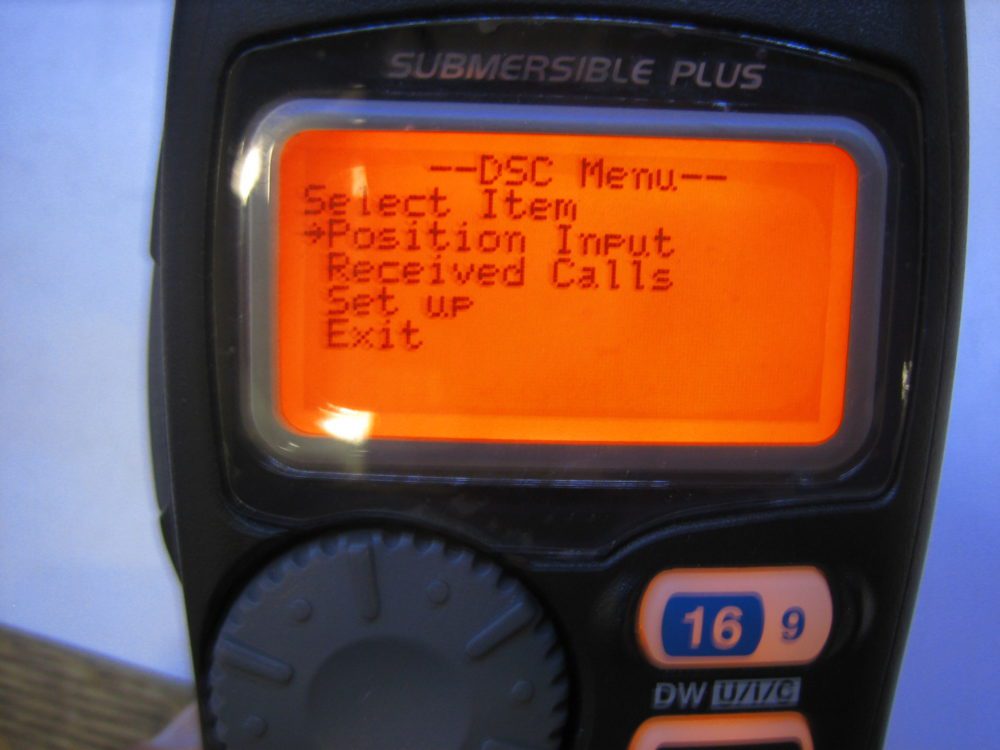 SUBMERSIBLE PLUS
--DSC Menu--
Select Item
→Position Input
Received Calls
Set up
Exit
16 9
DW U/I/C